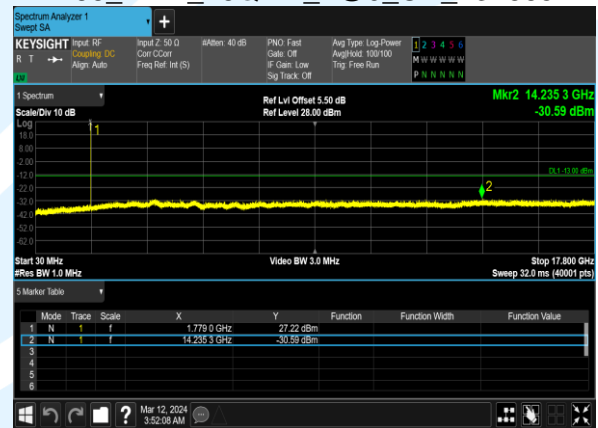 Spectrum Analyzer 1
Swept SA
KEYSIGHT
R T
Input: RF
Coupling: DC
Align: Auto
Input Z: 50 Ω
Corr CCorr
Freq Ref: Int (S)
#Atten: 40 dB
PNO: Fast
Gate: Off
IF Gain: Low
Sig Track: Off
Avg Type: Log-Power
Avg|Hold: 100/100
Trig: Free Run
1 2 3 4 5 6
M W W W W W
P N N N N N
1 Spectrum
Scale/Div 10 dB
Ref Lvl Offset 5.50 dB
Ref Level 28.00 dBm
Mkr2 14.235 3 GHz
-30.59 dBm
Log
18.0
8.00
-2.00
-12.0
-22.0
-32.0
-42.0
-52.0
-62.0
1
DL1 -13.00 dBm
2
Start 30 MHz
#Res BW 1.0 MHz
Video BW 3.0 MHz
Stop 17.800 GHz
Sweep 32.0 ms (40001 pts)
5 Marker Table
Mode Trace Scale X Y Function Function Width Function Value
1 N 1 f 1.779 0 GHz 27.22 dBm
2 N 1 f 14.235 3 GHz -30.59 dBm
3
4
5
6
?
Mar 12, 2024
3:52:08 AM